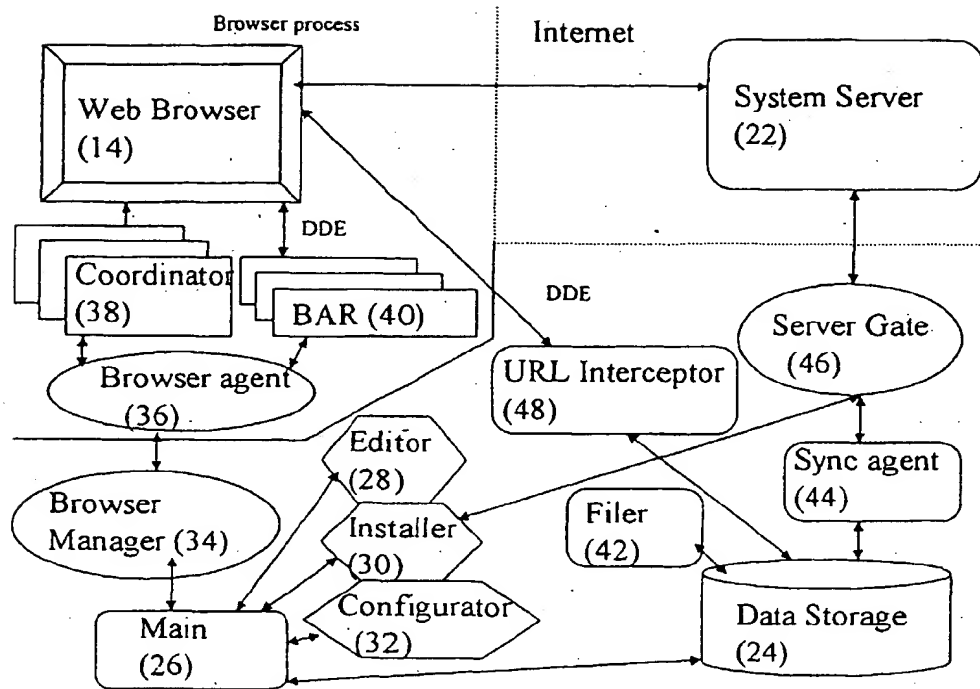 Browser process
Internet
Web Browser
(14)
System Server
(22)
DDE
Coordinator
(38)
BAR (40)
DDE
Server Gate
(46)
Browser agent
(36)
URL Interceptor
(48)
Editor
(28)
Sync agent
(44)
Browser
Manager (34)
Installer
(30)
Filer
(42)
Configurator
(32)
Main
(26)
Data Storage
(24)